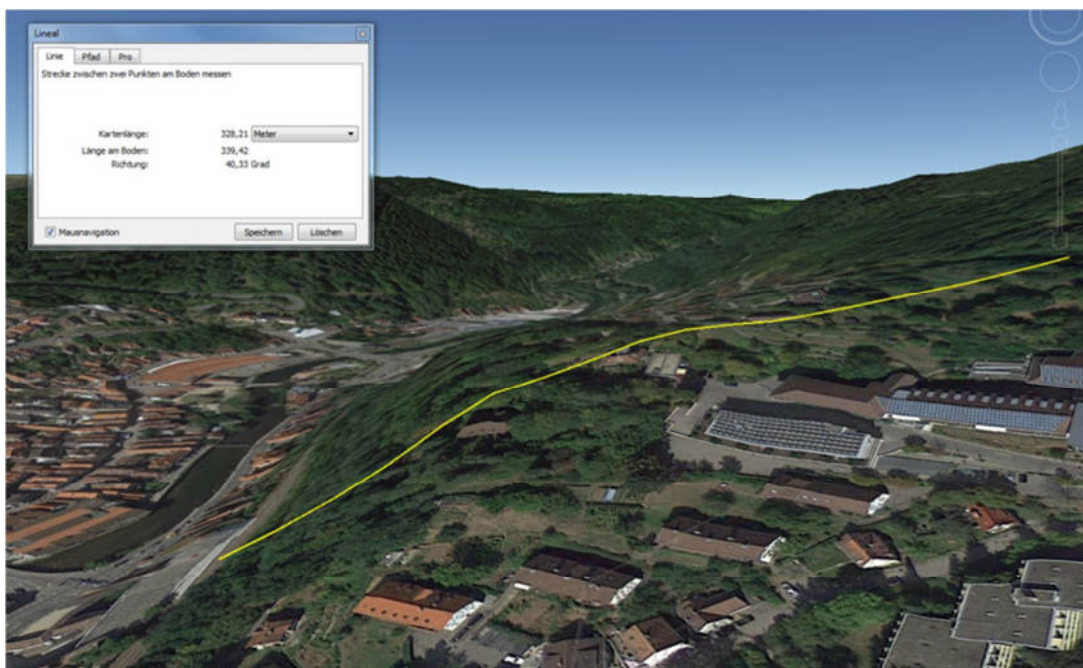 Lineal
Linie Pfad Pro
Strecke zwischen zwei Punkten am Boden messen
Kartenlänge: 328,21 Meter
Länge am Boden: 339,42
Richtung: 40,33 Grad
Mausnavigation Speichern Löschen